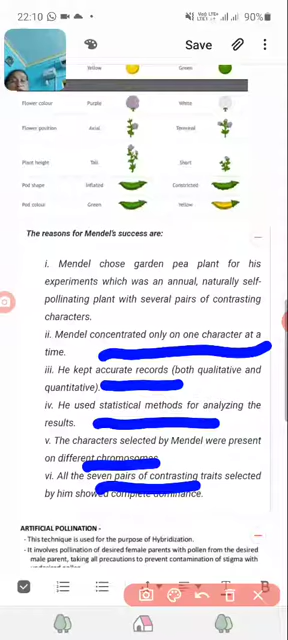 22:10
90%
Save
Yellow Green
Flower colour Purple White
Flower position Axial Terminal
Plant height Tall Short
Pod shape Inflated Constricted
Pod colour Green Yellow
The reasons for Mendel's success are:
i. Mendel chose garden pea plant for his
experiments which was an annual, naturally self-
pollinating plant with several pairs of contrasting
characters.
ii. Mendel concentrated only on one character at a
time.
iii. He kept accurate records (both qualitative and
quantitative).
iv. He used statistical methods for analyzing the
results.
v. The characters selected by Mendel were present
on different chromosomes.
vi. All the seven pairs of contrasting traits selected
by him showed complete dominance.
ARTIFICIAL POLLINATION -
- This technique is used for the purpose of Hybridization.
- It involves pollination of desired female parents with pollen from the desired
male parent, taking all precautions to prevent contamination of stigma with